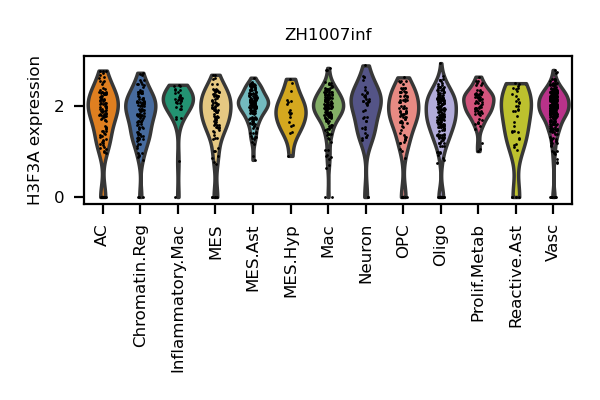 ZH1007inf
H3F3A expression
2
0
AC
Chromatin.Reg
Inflammatory.Mac
MES
MES.Ast
MES.Hyp
Mac
Neuron
OPC
Oligo
Prolif.Metab
Reactive.Ast
Vasc